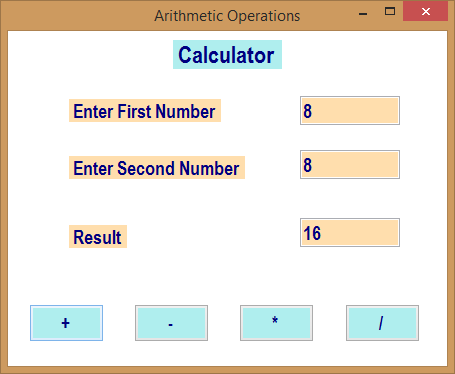 Arithmetic Operations
Calculator
Enter First Number 8
Enter Second Number 8
Result 16
+ - * /